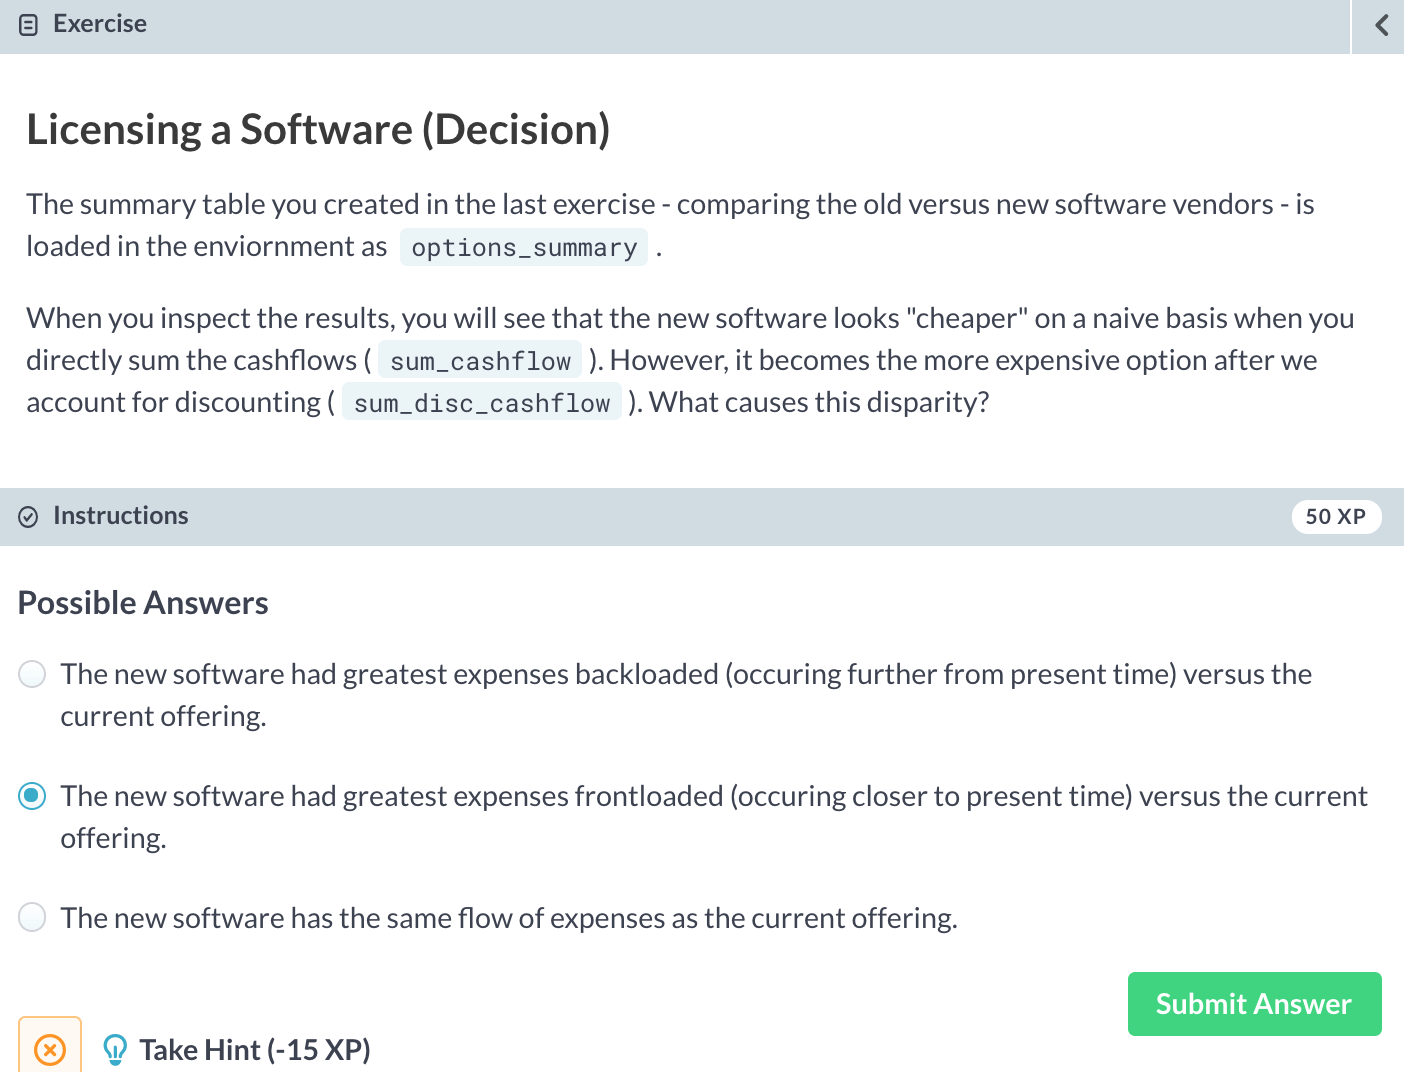 Exercise
Licensing a Software (Decision)
The summary table you created in the last exercise - comparing the old versus new software vendors - is
loaded in the enviornment as options_summary .
When you inspect the results, you will see that the new software looks "cheaper" on a naive basis when you
directly sum the cashflows ( sum_cashflow ). However, it becomes the more expensive option after we
account for discounting ( sum_disc_cashflow ). What causes this disparity?
Instructions
50 XP
Possible Answers
The new software had greatest expenses backloaded (occuring further from present time) versus the
current offering.
The new software had greatest expenses frontloaded (occuring closer to present time) versus the current
offering.
The new software has the same flow of expenses as the current offering.
Submit Answer
Take Hint (-15 XP)